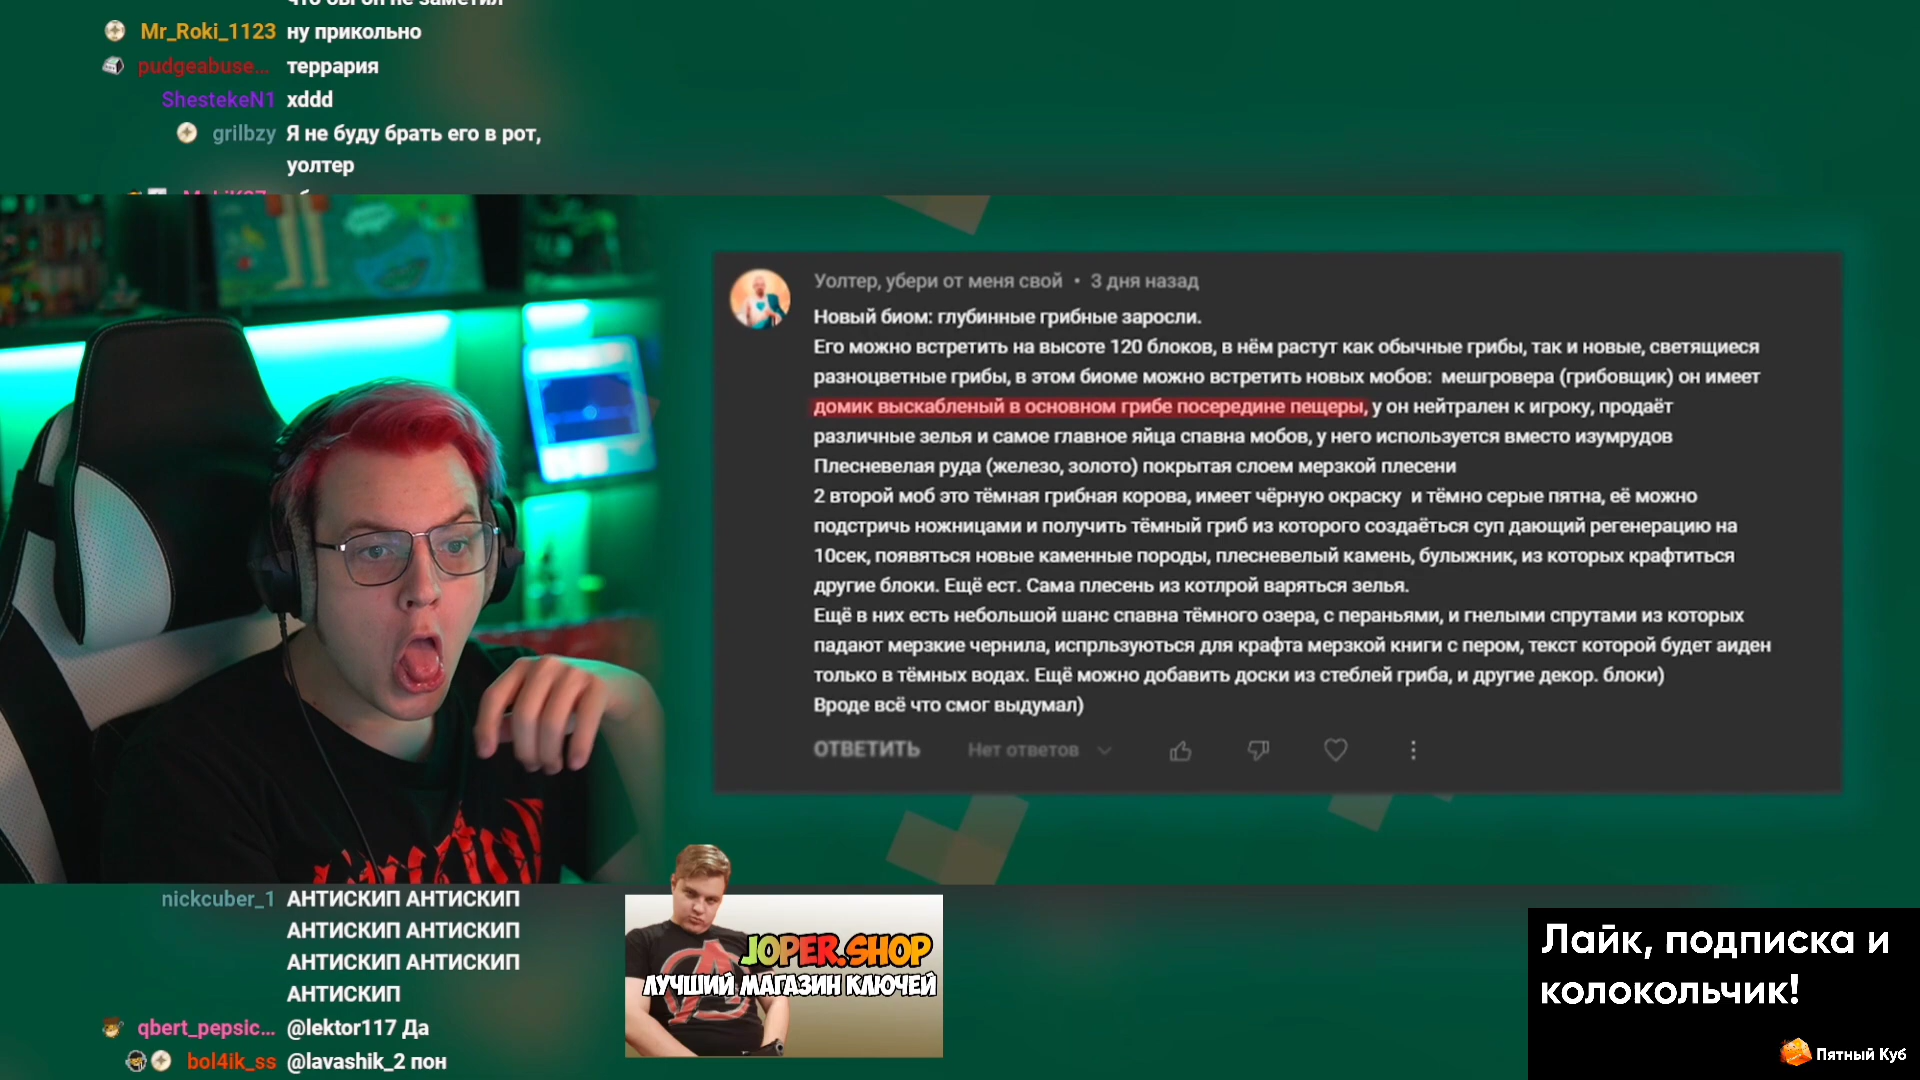 что бы он не заметил
Mr_Roki_1123 ну прикольно
pudgeabuse... террария
ShestekeN1 xddd
grilbzy Я не буду брать его в рот,
уолтер
Уолтер, убери от меня свой • 3 дня назад
Новый биом: глубинные грибные заросли.
Его можно встретить на высоте 120 блоков, в нём растут как обычные грибы, так и новые, светящиеся
разноцветные грибы, в этом биоме можно встретить новых мобов: мешгровера (грибовщик) он имеет
домик выскабленый в основном грибе посередине пещеры, у он нейтрален к игроку, продаёт
различные зелья и самое главное яйца спавна мобов, у него используется вместо изумрудов
Плесневелая руда (железо, золото) покрытая слоем мерзкой плесени
2 второй моб это тёмная грибная корова, имеет чёрную окраску и тёмно серые пятна, её можно
подстричь ножницами и получить тёмный гриб из которого создаёться суп дающий регенерацию на
10сек, появяться новые каменные породы, плесневелый камень, булыжник, из которых крафтиться
другие блоки. Ещё ест. Сама плесень из котлрой варяться зелья.
Ещё в них есть небольшой шанс спавна тёмного озера, с пераньями, и гнелыми спрутами из которых
падают мерзкие чернила, испрльзуються для крафта мерзкой книги с пером, текст которой будет аиден
только в тёмных водах. Ещё можно добавить доски из стеблей гриба, и другие декор. блоки)
Вроде всё что смог выдумал)
ОТВЕТИТЬ Нет ответов
nickcuber_1 АНТИСКИП АНТИСКИП
АНТИСКИП АНТИСКИП
АНТИСКИП АНТИСКИП
АНТИСКИП
qbert_pepsic... @lektor117 Да
bol4ik_ss @lavashik_2 пон
JOPER.SHOP
ЛУЧШИЙ МАГАЗИН КЛЮЧЕЙ
Лайк, подписка и
колокольчик!
Пятный Куб